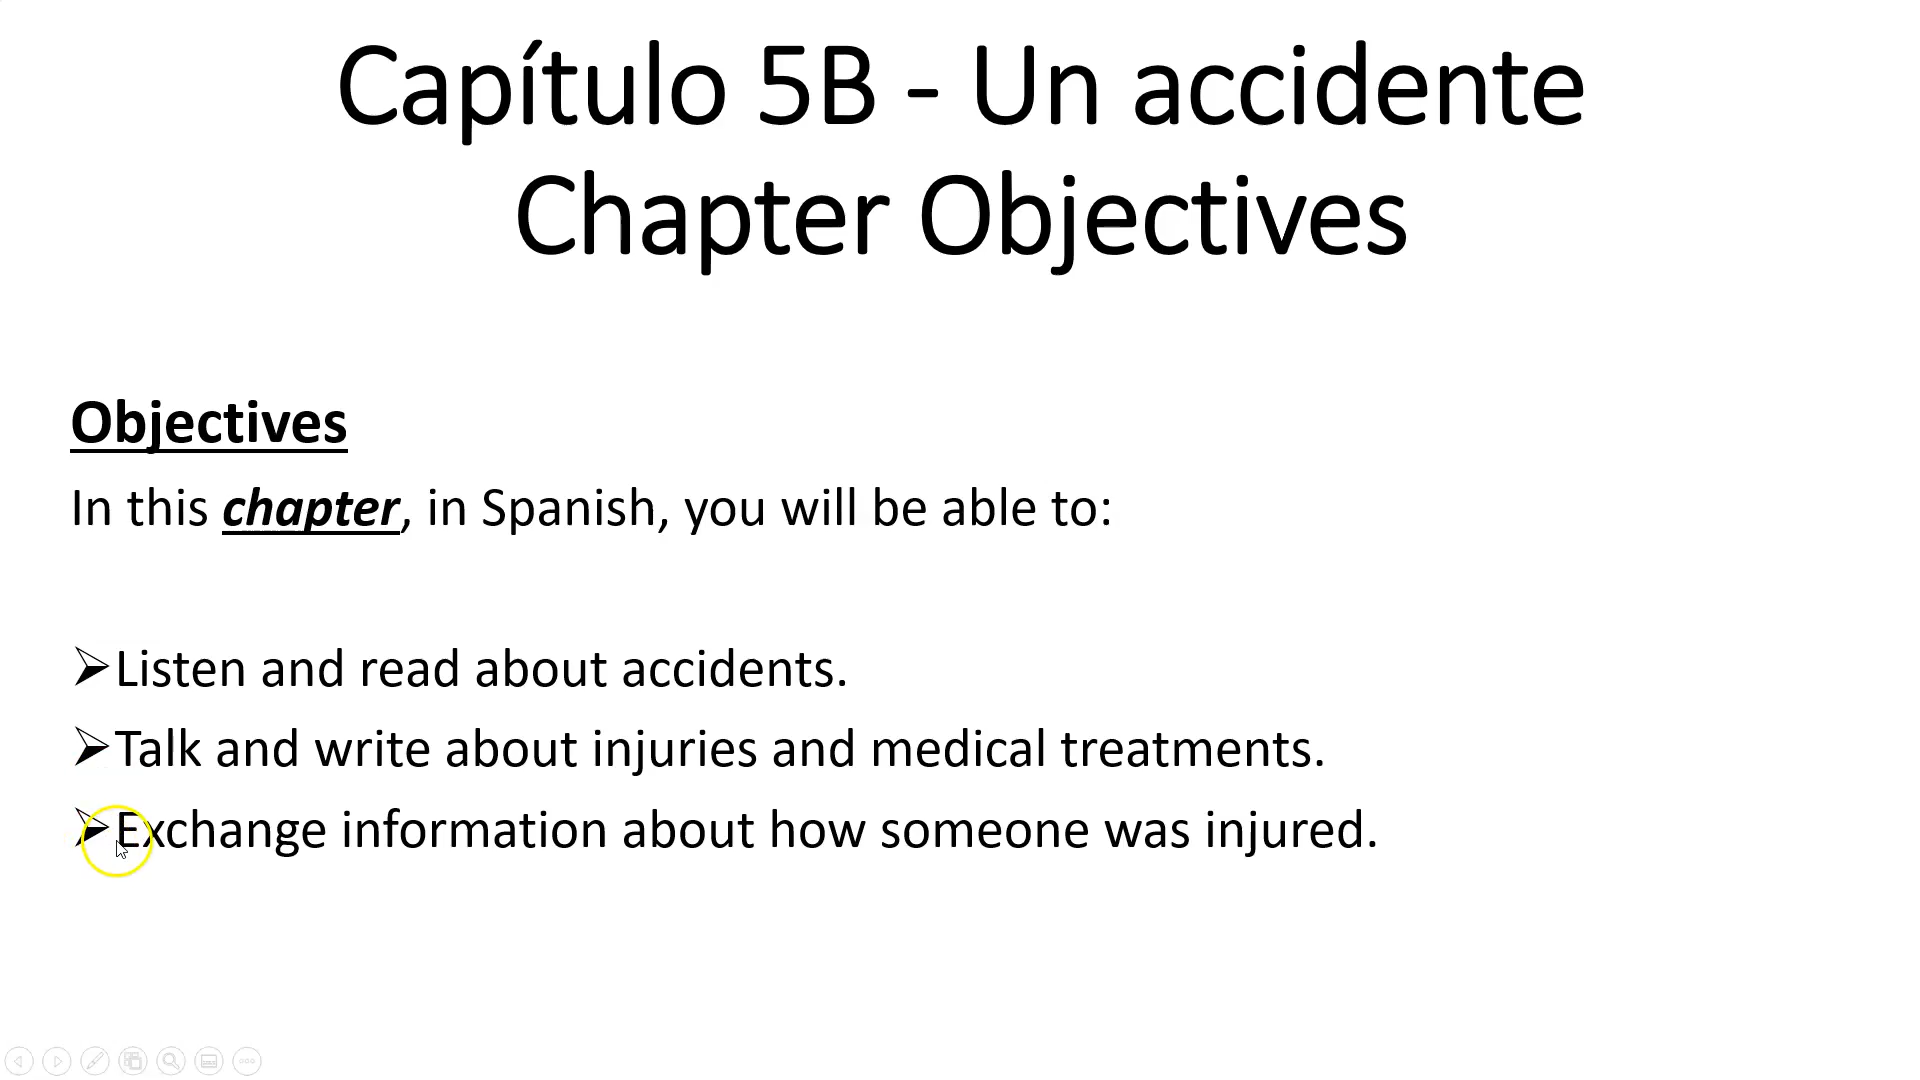 Capítulo 5B - Un accidente
Chapter Objectives
Objectives
In this chapter, in Spanish, you will be able to:
➢Listen and read about accidents.
➢Talk and write about injuries and medical treatments.
➢Exchange information about how someone was injured.